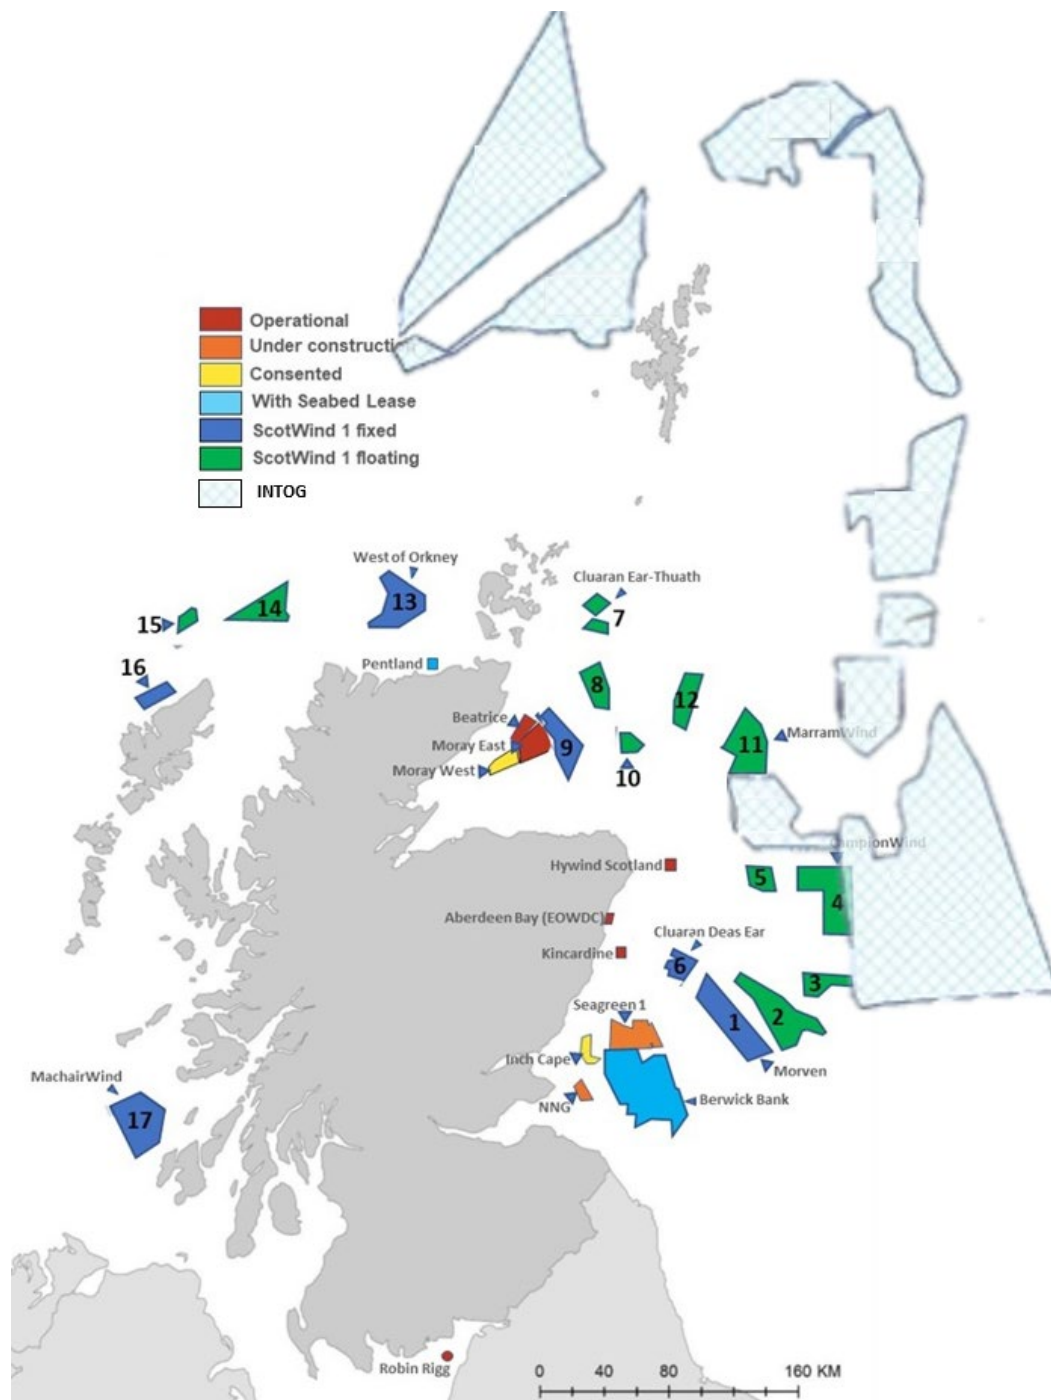 Operational
Under constructi
Consented
With Seabed Lease
ScotWind 1 fixed
ScotWind 1 floating
INTOG
West of Orkney
Cluaran Ear-Thuath
13
14
15
7
16
Pentland
8
12
Beatrice
Moray East
Moray West
9
10
11
MarramWind
CampionWind
Hywind Scotland
5
4
Aberdeen Bay (EOWDC)
Cluaran Deas Ear
Kincardine
6
3
Seagreen 1
1
2
Inch Cape
Morven
MachairWind
NNG
Berwick Bank
17
Robin Rigg
0 40 80 160 KM